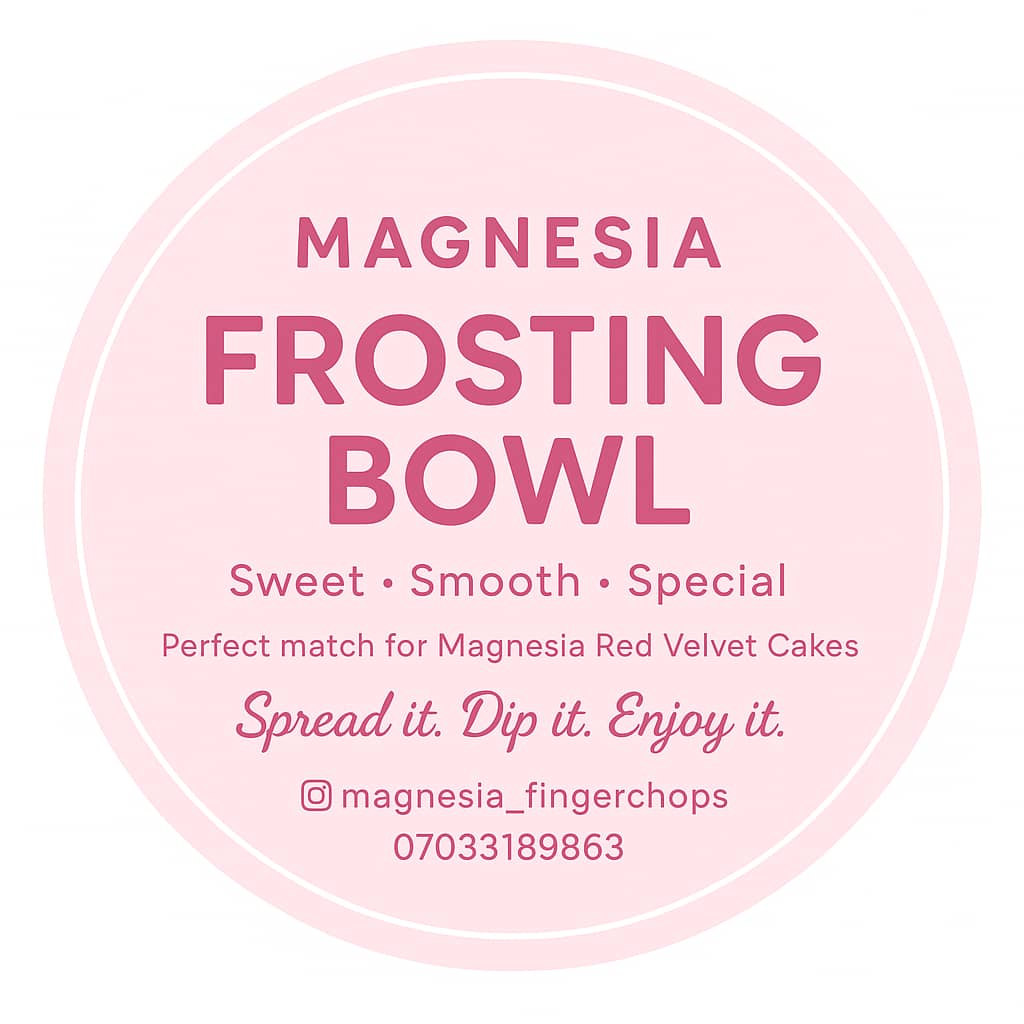 MAGNESIA
FROSTING
BOWL
Sweet • Smooth • Special
Perfect match for Magnesia Red Velvet Cakes
Spread it. Dip it. Enjoy it.
magnesia_fingerchops
07033189863